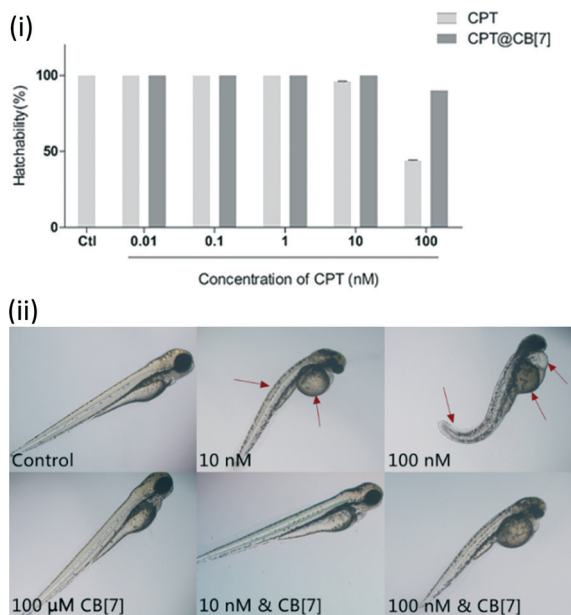 (i)
CPT
CPT@CB[7]
Hatchability(%)
100
50
0
Ctl 0.01 0.1 1 10 100
Concentration of CPT (nM)
(ii)
Control 10 nM 100 nM
100 μM CB[7] 10 nM & CB[7] 100 nM & CB[7]